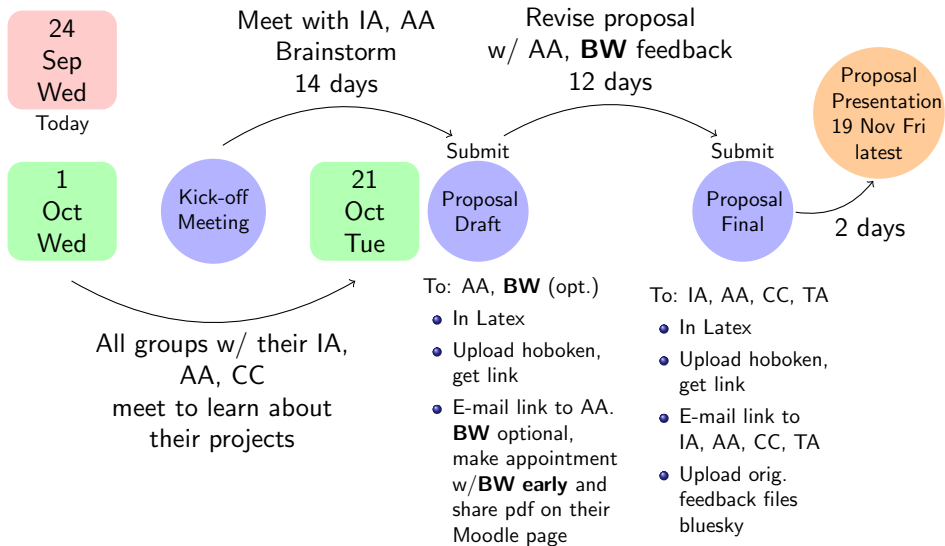 24
Sep
Wed
Today
Meet with IA, AA
Brainstorm
14 days
Revise proposal
w/ AA, BW feedback
12 days
Proposal
Presentation
19 Nov Fri
latest
1
Oct
Wed
Kick-off
Meeting
21
Oct
Tue
Submit
Proposal
Draft
Submit
Proposal
Final
2 days
All groups w/ their IA,
AA, CC
meet to learn about
their projects
To: AA, BW (opt.)
In Latex
Upload hoboken,
get link
E-mail link to AA.
BW optional,
make appointment
w/BW early and
share pdf on their
Moodle page
To: IA, AA, CC, TA
In Latex
Upload hoboken,
get link
E-mail link to
IA, AA, CC, TA
Upload orig.
feedback files
bluesky